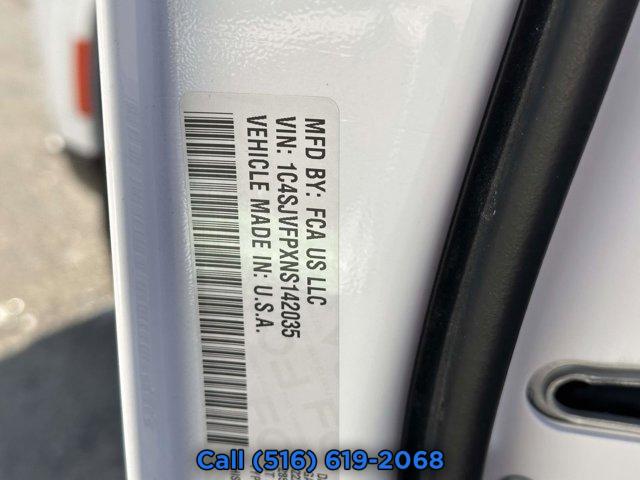 MFD BY: FCA US LLC
VIN: 1C4SJVFPXNS142035
VEHICLE MADE IN: U.S.A.
Call (516) 619-2068